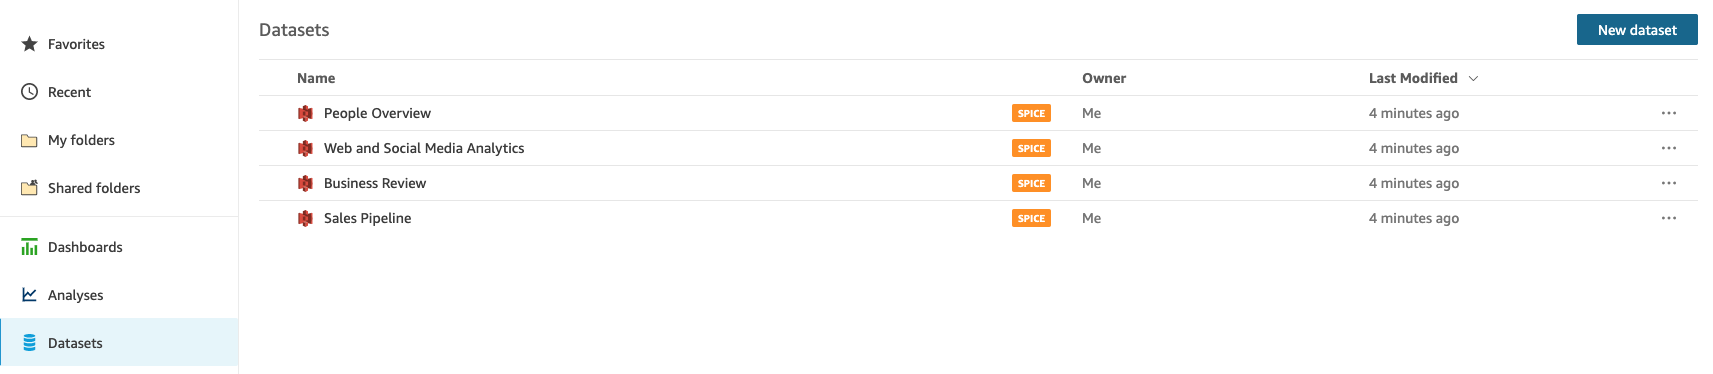 Favorites
Recent
My folders
Shared folders
Dashboards
Analyses
Datasets
Datasets
New dataset
Name Owner Last Modified
People Overview SPICE Me 4 minutes ago
Web and Social Media Analytics SPICE Me 4 minutes ago
Business Review SPICE Me 4 minutes ago
Sales Pipeline SPICE Me 4 minutes ago